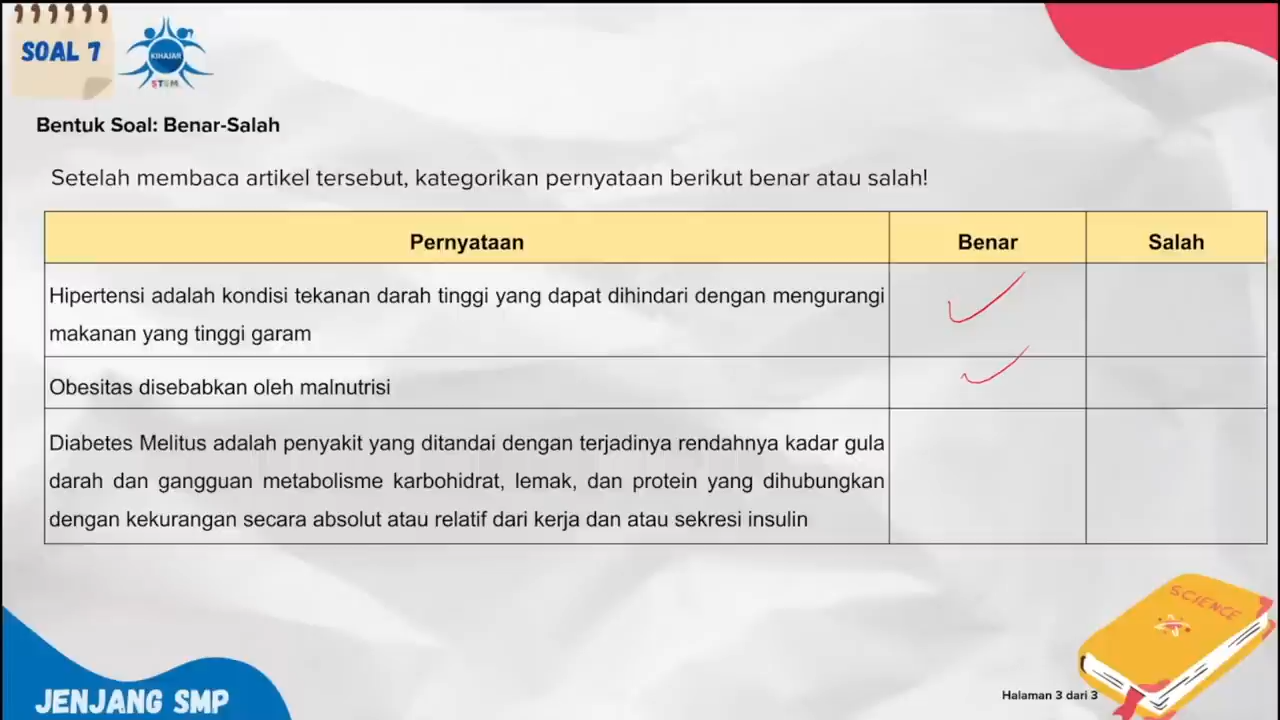 SOAL 7
KIHAJAR
STEM
Bentuk Soal: Benar-Salah
Setelah membaca artikel tersebut, kategorikan pernyataan berikut benar atau salah!
Pernyataan
Benar
Salah
Hipertensi adalah kondisi tekanan darah tinggi yang dapat dihindari dengan mengurangi
makanan yang tinggi garam
Obesitas disebabkan oleh malnutrisi
Diabetes Melitus adalah penyakit yang ditandai dengan terjadinya rendahnya kadar gula
darah dan gangguan metabolisme karbohidrat, lemak, dan protein yang dihubungkan
dengan kekurangan secara absolut atau relatif dari kerja dan atau sekresi insulin
SCIENCE
JENJANG SMP
Halaman 3 dari 3